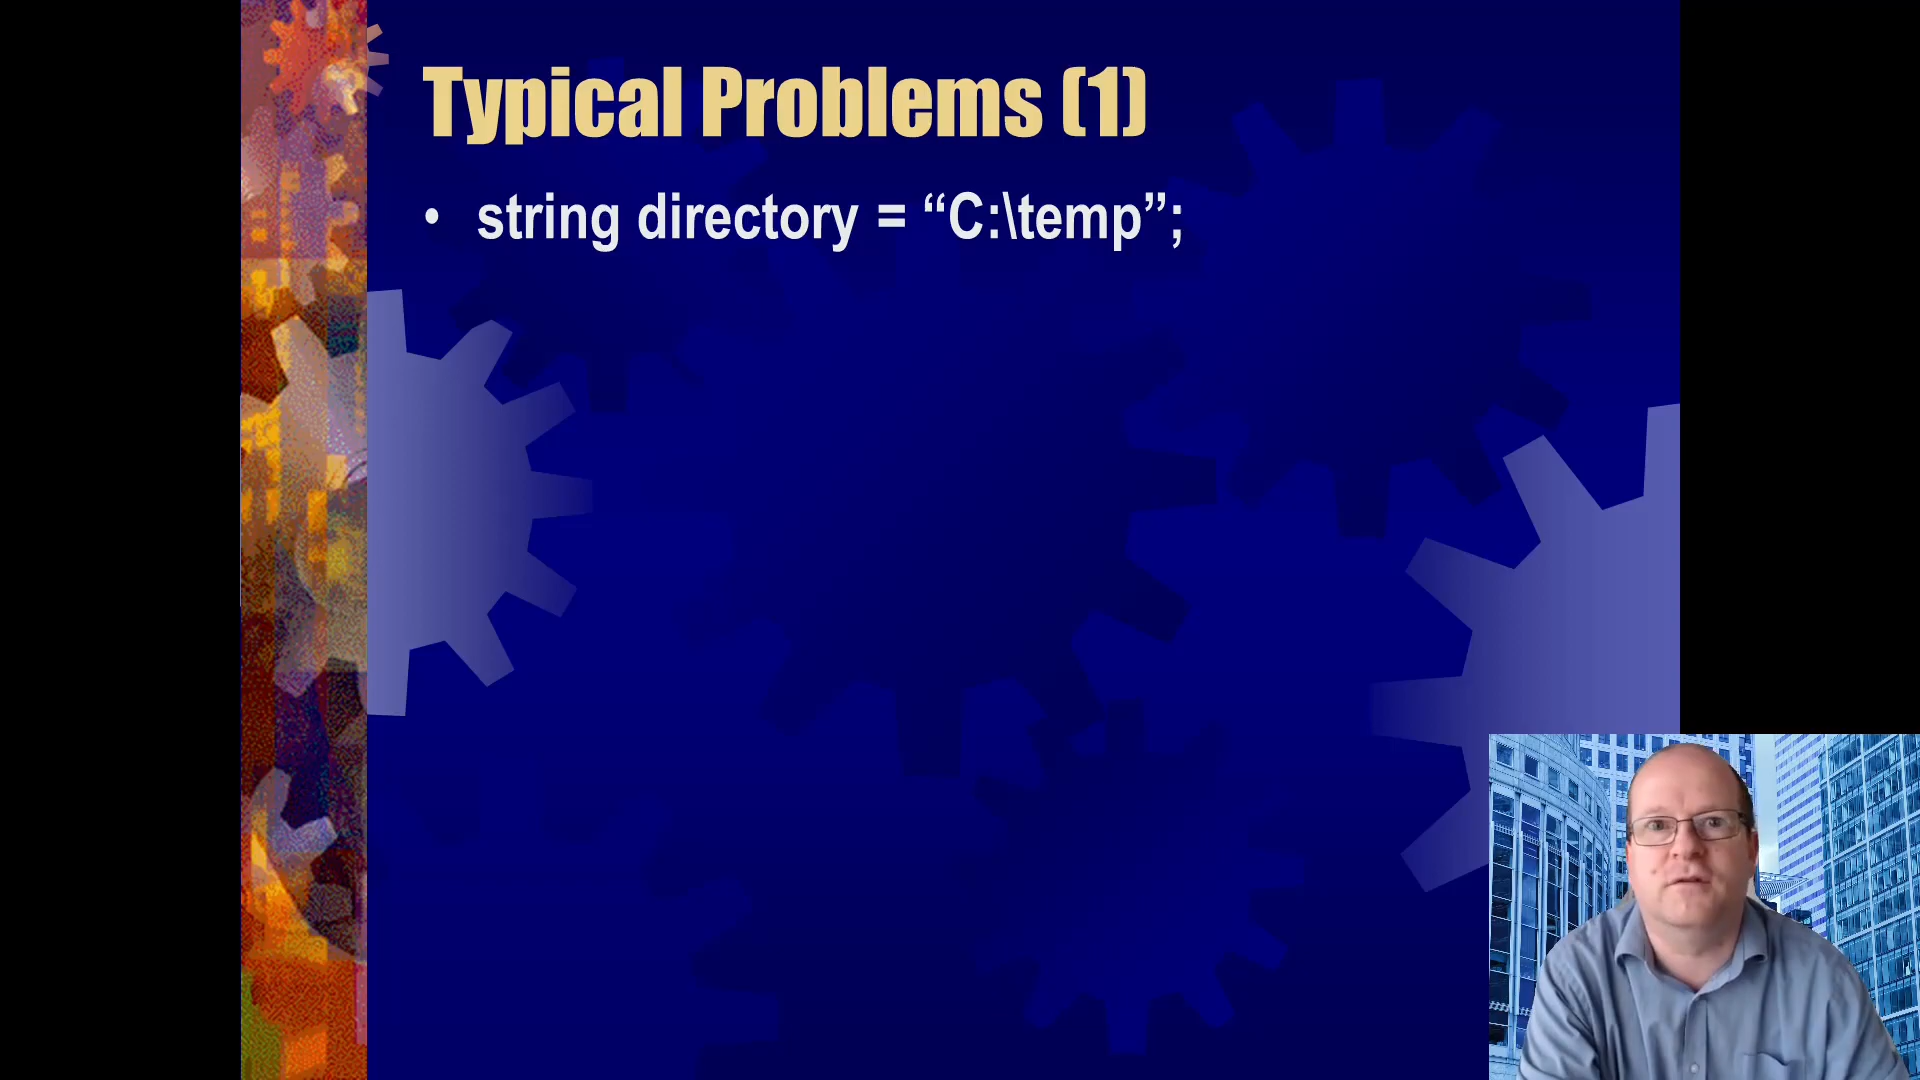 Typical Problems (1)
• string directory = “C:\temp”;